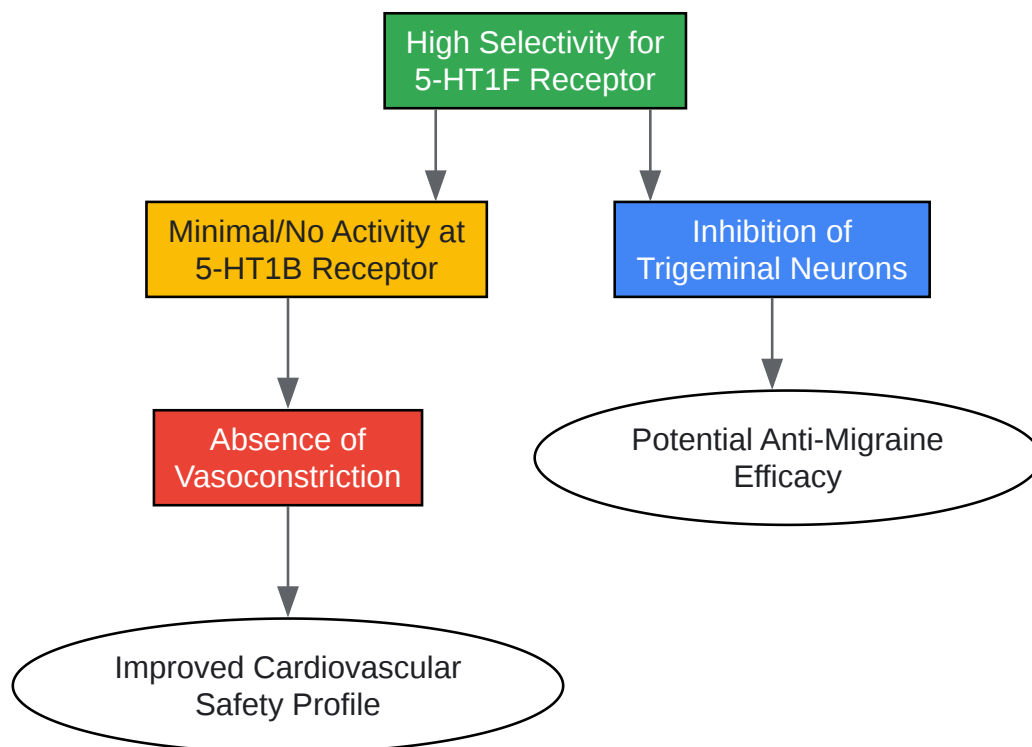 High Selectivity for
5-HT1F Receptor
Minimal/No Activity at
5-HT1B Receptor
Inhibition of
Trigeminal Neurons
Absence of
Vasoconstriction
Potential Anti-Migraine
Efficacy
Improved Cardiovascular
Safety Profile